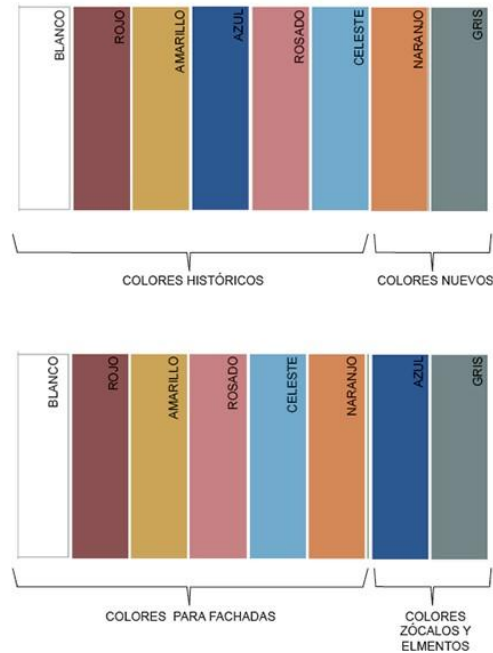 BLANCO
ROJO
AMARILLO
AZUL
ROSADO
CELESTE
NARANJO
GRIS
COLORES HISTÓRICOS
COLORES NUEVOS
BLANCO
ROJO
AMARILLO
ROSADO
CELESTE
NARANJO
AZUL
GRIS
COLORES PARA FACHADAS
COLORES
ZÓCALOS Y
ELMENTOS